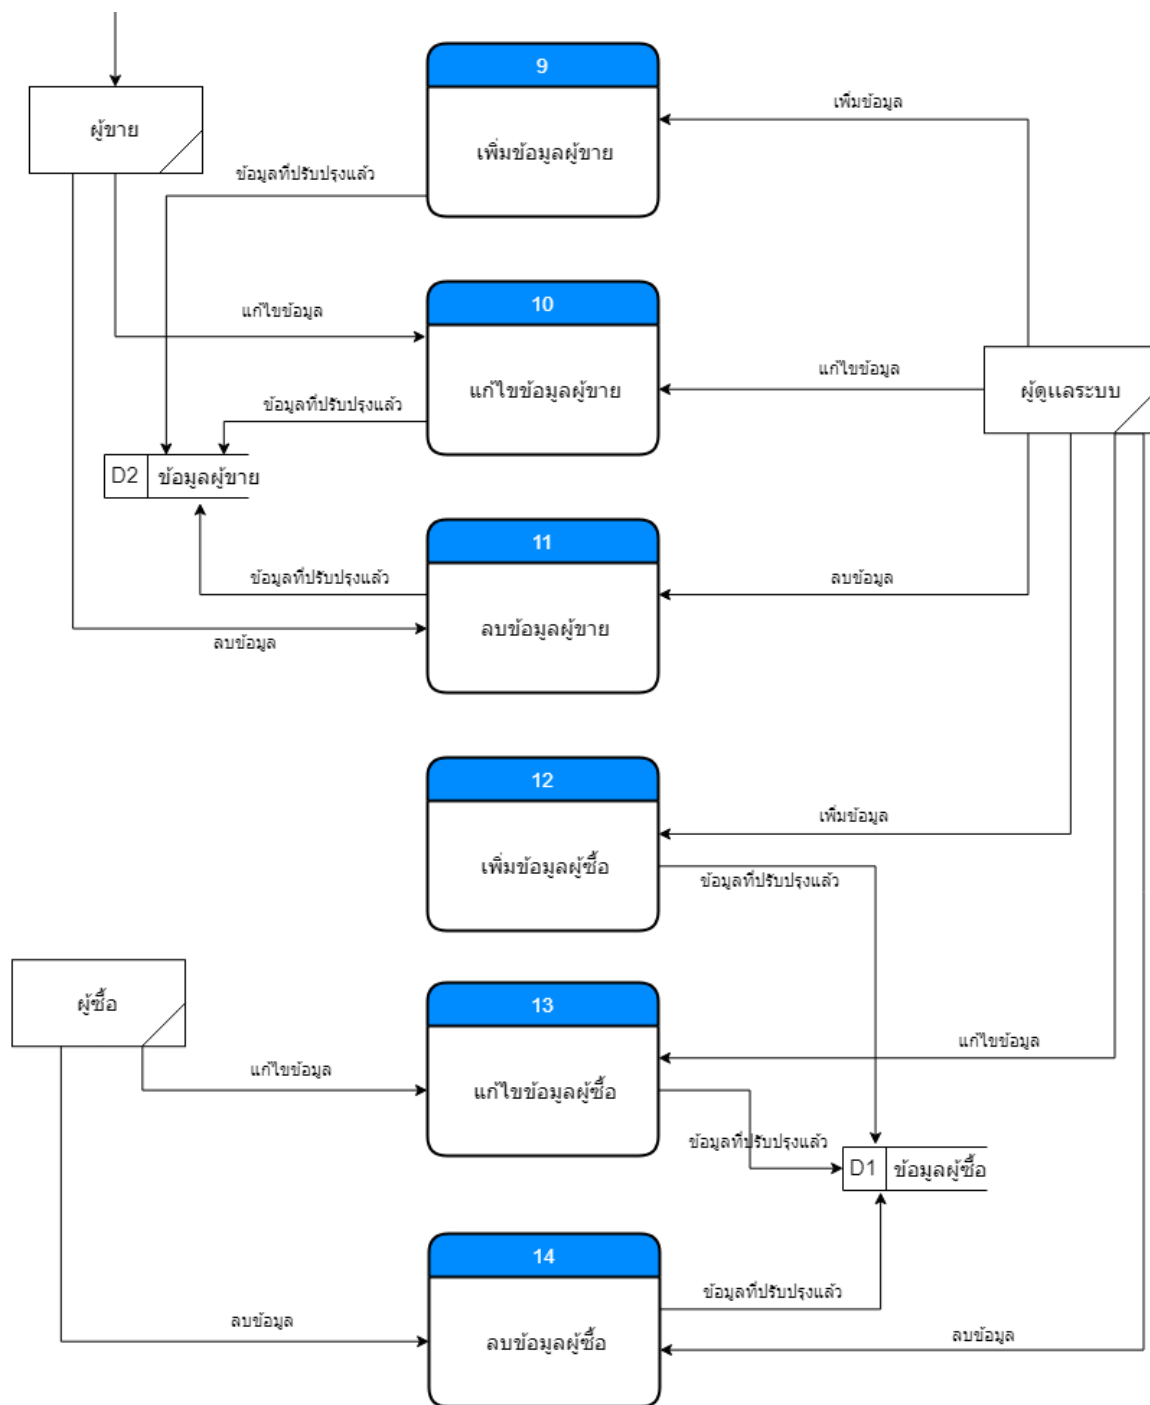 9
เพิ่มข้อมูล
ผู้ขาย
เพิ่มข้อมูลผู้ขาย
ข้อมูลที่ปรับปรุงแล้ว
10
แก้ไขข้อมูล
แก้ไขข้อมูล
แก้ไขข้อมูลผู้ขาย
ผู้ดูแลระบบ
ข้อมูลที่ปรับปรุงแล้ว
D2 ข้อมูลผู้ขาย
11
ข้อมูลที่ปรับปรุงแล้ว
ลบข้อมูล
ลบข้อมูลผู้ขาย
ลบข้อมูล
12
เพิ่มข้อมูล
เพิ่มข้อมูลผู้ซื้อ
ข้อมูลที่ปรับปรุงแล้ว
ผู้ซื้อ
13
แก้ไขข้อมูล
แก้ไขข้อมูล
แก้ไขข้อมูลผู้ซื้อ
ข้อมูลที่ปรับปรุงแล้ว
D1 ข้อมูลผู้ซื้อ
14
ข้อมูลที่ปรับปรุงแล้ว
ลบข้อมูล
ลบข้อมูลผู้ซื้อ
ลบข้อมูล